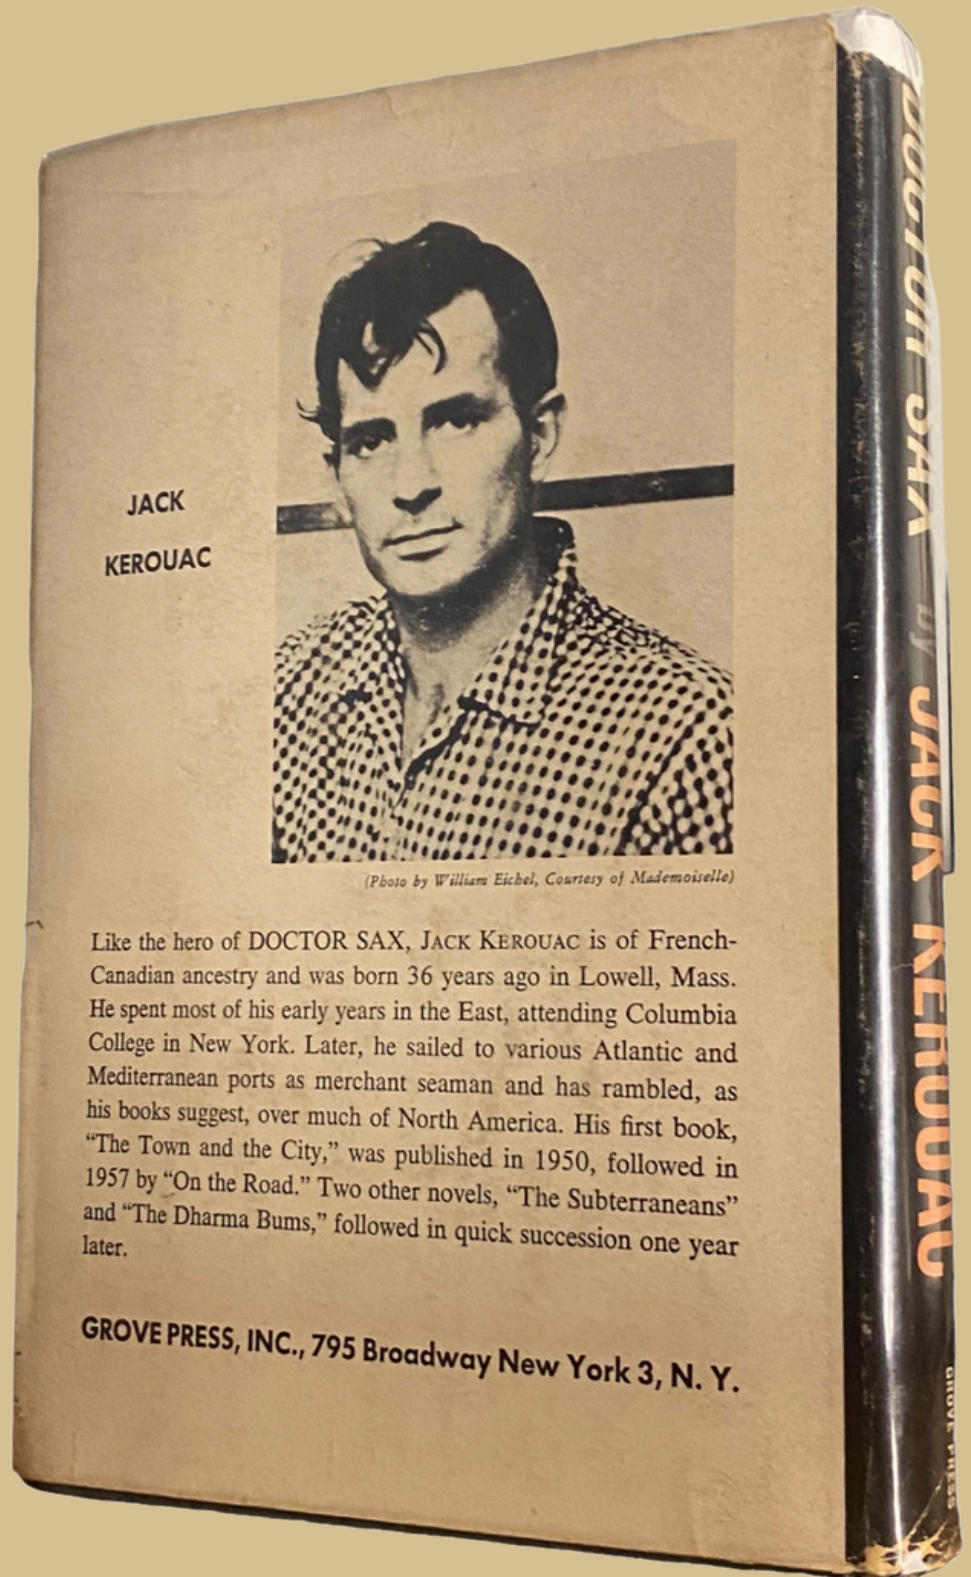 JACK
KEROUAC
(Photo by William Eichel, Courtesy of Mademoiselle)
Like the hero of DOCTOR SAX, JACK KEROUAC is of French-
Canadian ancestry and was born 36 years ago in Lowell, Mass.
He spent most of his early years in the East, attending Columbia
College in New York. Later, he sailed to various Atlantic and
Mediterranean ports as merchant seaman and has rambled, as
his books suggest, over much of North America. His first book,
“The Town and the City,” was published in 1950, followed in
1957 by “On the Road.” Two other novels, “The Subterraneans”
and “The Dharma Bums,” followed in quick succession one year
later.
GROVE PRESS, INC., 795 Broadway New York 3, N. Y.
DOCTOR SAX by JACK KEROUAC
GROVE PRESS